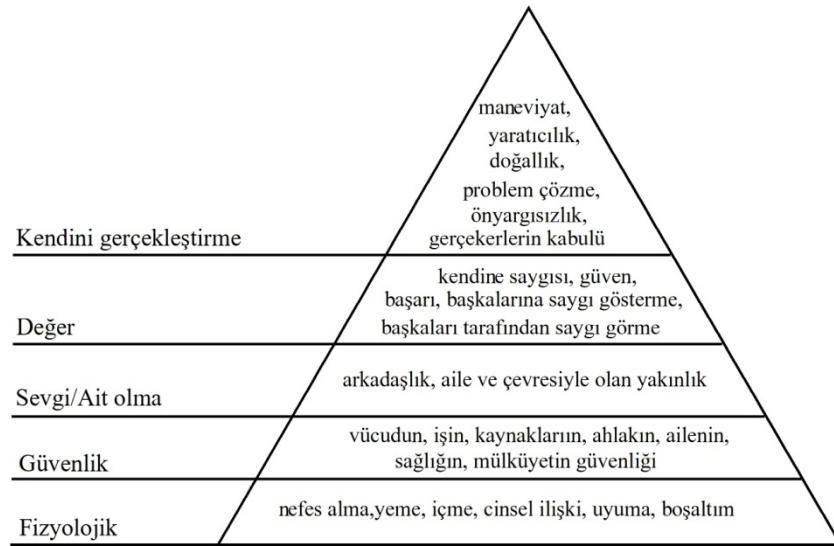 maneviyat,
yaratıcılık,
doğallık,
problem çözme,
önyargısızlık,
gerçekerlerin kabulü
Kendini gerçekleştirme
kendine saygısı, güven,
başarı, başkalarına saygı gösterme,
başkaları tarafından saygı görme
Değer
arkadaşlık, aile ve çevresiyle olan yakınlık
Sevgi/Ait olma
vücudun, işin, kaynaklarıın, ahlakın, ailenin,
sağlığın, mülküyetin güvenliği
Güvenlik
nefes alma,yeme, içme, cinsel ilişki, uyuma, boşaltım
Fizyolojik